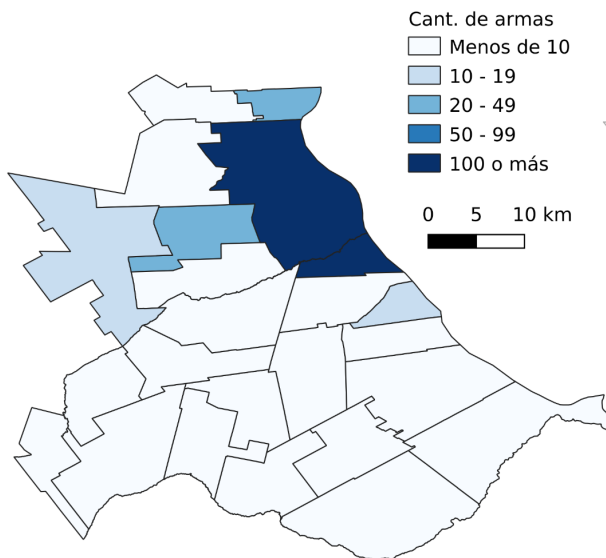 Cant. de armas
Menos de 10
10 - 19
20 - 49
50 - 99
100 o más
0 5 10 km